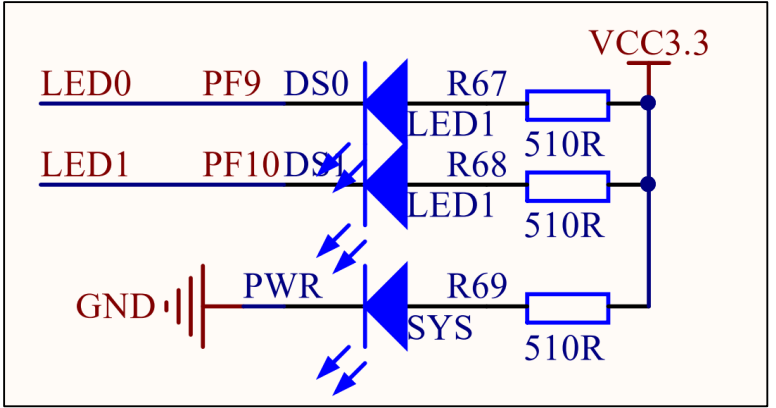 VCC3.3
LED0 PF9 DS0 R67
LED1
510R
LED1 PF10 DS1 R68
LED1
510R
GND PWR R69
SYS
510R